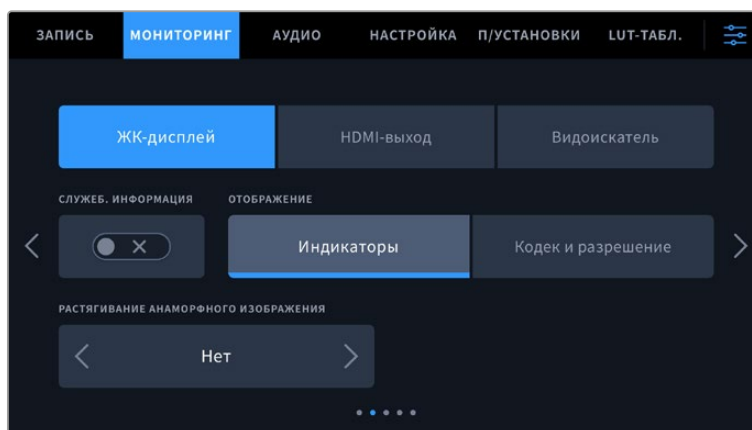 ЗАПИСЬ МОНИТОРИНГ АУДИО НАСТРОЙКА П/УСТАНОВКИ LUT-ТАБЛ.
ЖК-дисплей HDMI-выход Видоискатель
СЛУЖЕБ. ИНФОРМАЦИЯ ОТОБРАЖЕНИЕ
Индикаторы Кодек и разрешение
РАСТЯГИВАНИЕ АНАМОРФНОГО ИЗОБРАЖЕНИЯ
Нет